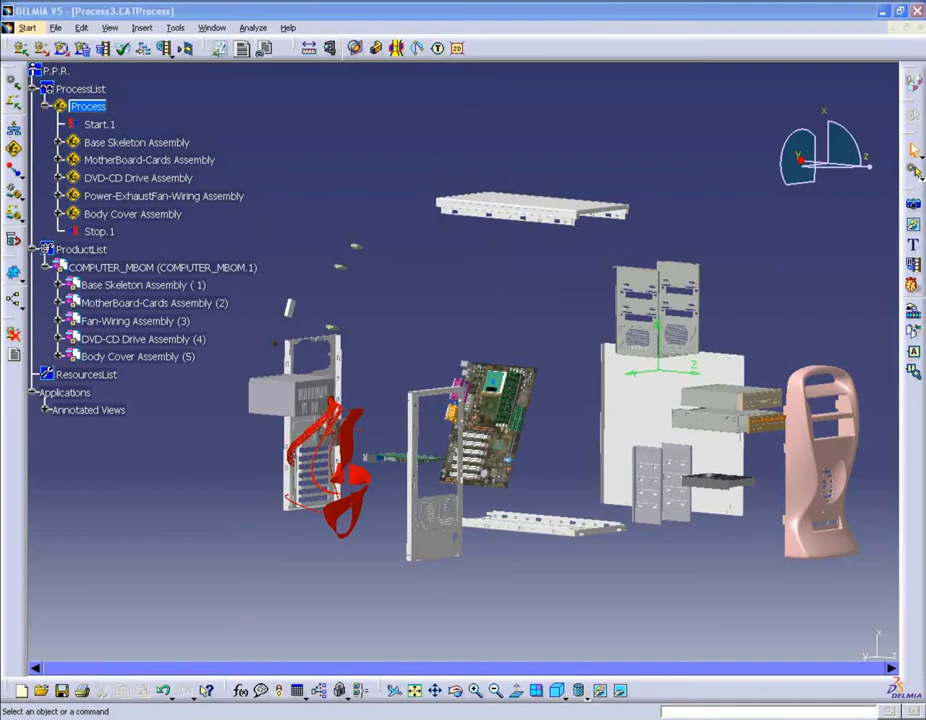 DELMIA V5 - [Process3.CATProcess]
Start File Edit View Insert Tools Window Analyze Help
P.P.R.
ProcessList
Process
Start.1
Base Skeleton Assembly
MotherBoard-Cards Assembly
DVD-CD Drive Assembly
Power-ExhaustFan-Wiring Assembly
Body Cover Assembly
Stop.1
ProductList
COMPUTER_MBOM (COMPUTER_MBOM.1)
Base Skeleton Assembly ( 1)
MotherBoard-Cards Assembly (2)
Fan-Wiring Assembly (3)
DVD-CD Drive Assembly (4)
Body Cover Assembly (5)
ResourcesList
Applications
Annotated Views
x
y
z
z
x
y
z
DELMIA
Select an object or a command